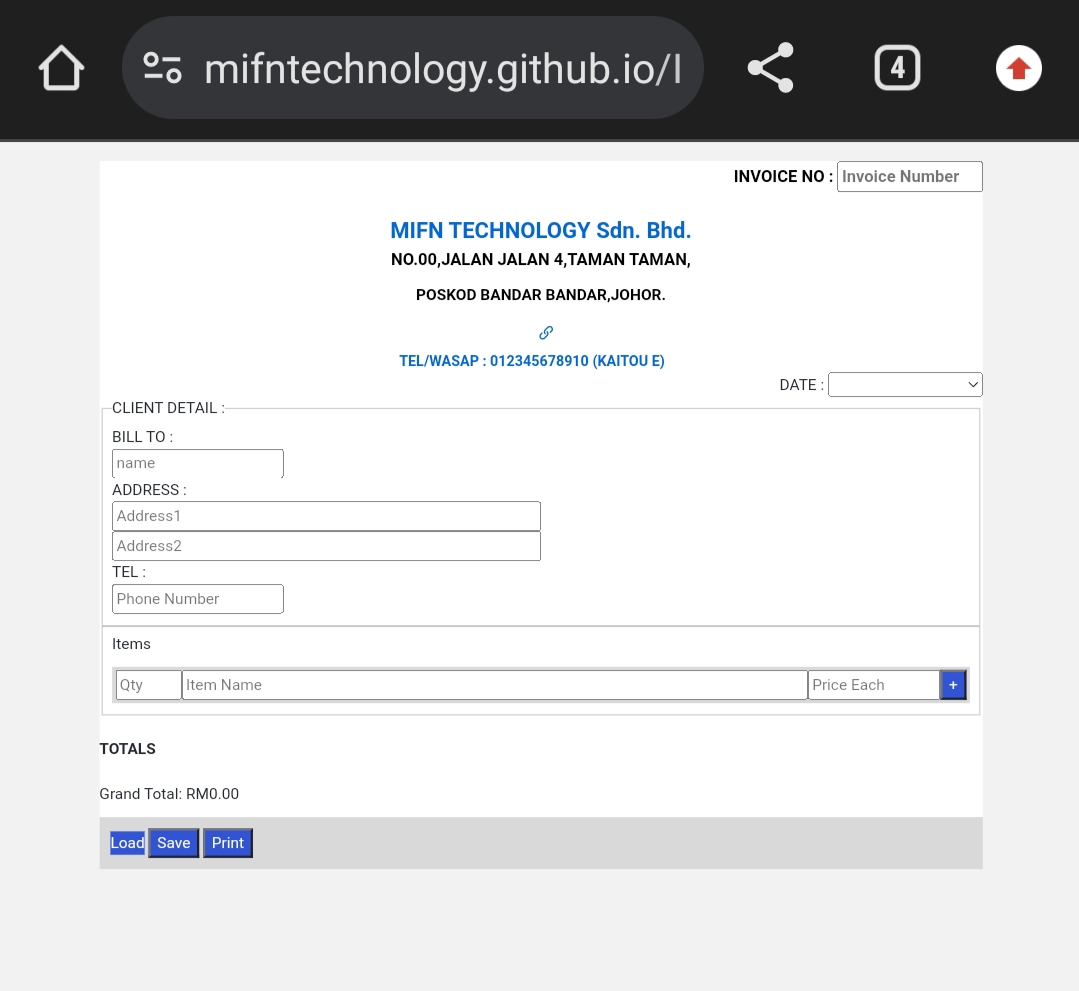 mifntechnology.github.io/I
4
INVOICE NO : Invoice Number
MIFN TECHNOLOGY Sdn. Bhd.
NO.00,JALAN JALAN 4,TAMAN TAMAN,
POSKOD BANDAR BANDAR,JOHOR.
TEL/WASAP : 012345678910 (KAITOU E)
DATE :
CLIENT DETAIL :
BILL TO :
name
ADDRESS :
Address1
Address2
TEL :
Phone Number
Items
Qty Item Name Price Each +
TOTALS
Grand Total: RM0.00
Load Save Print